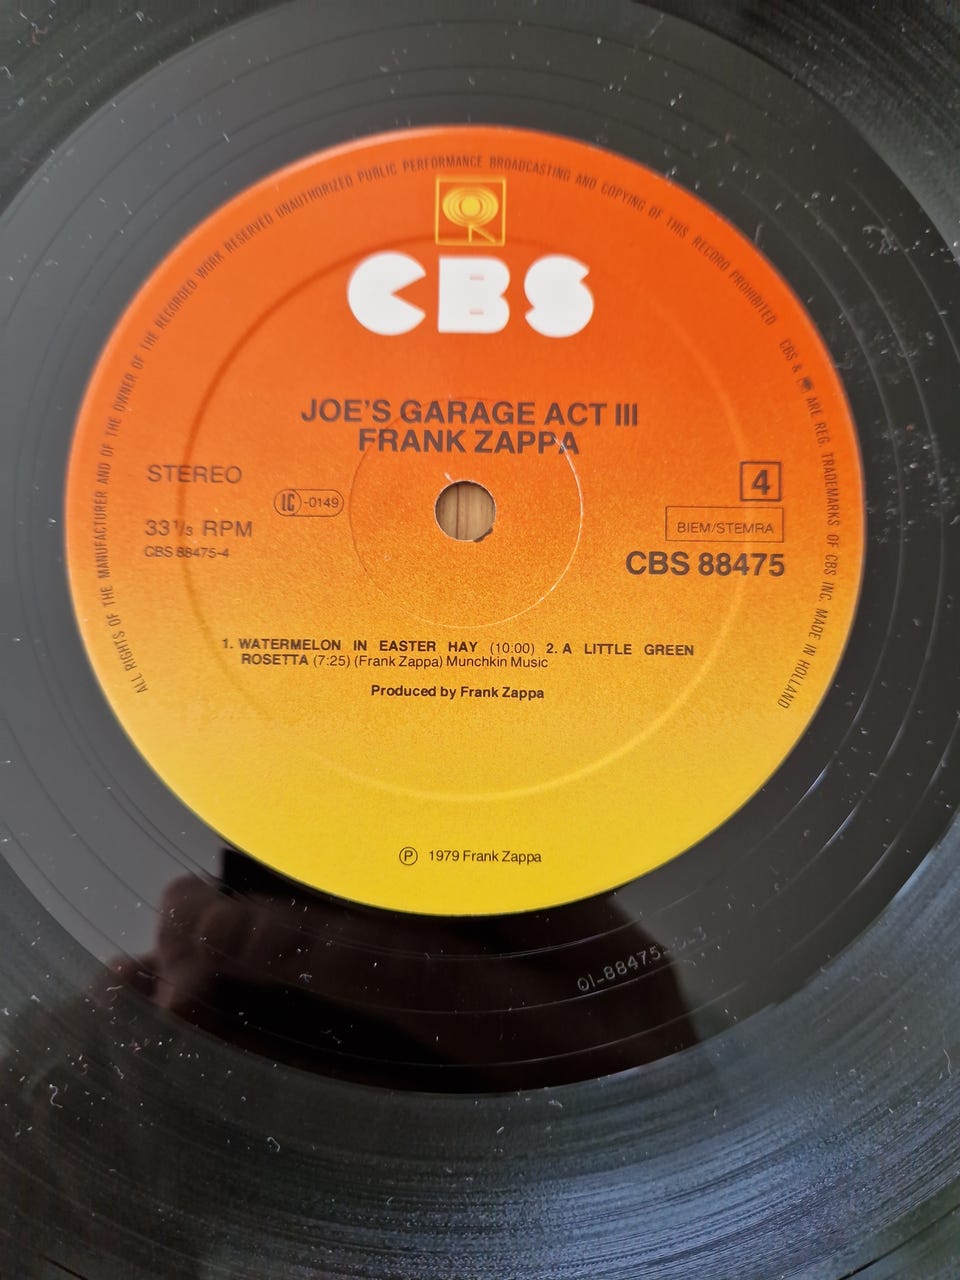 ALL RIGHTS OF THE MANUFACTURER AND OF THE OWNER OF THE RECORDED WORK RESERVED UNAUTHORIZED PUBLIC PERFORMANCE BROADCASTING AND COPYING OF THIS RECORD PROHIBITED
CBS & ARE REG. TRADEMARKS OF CBS INC. MADE IN HOLLAND
CBS
JOE'S GARAGE ACT III
FRANK ZAPPA
STEREO
LC-0149
33⅓ RPM
CBS 88475-4
4
BIEM/STEMRA
CBS 88475
1. WATERMELON IN EASTER HAY (10:00) 2. A LITTLE GREEN
ROSETTA (7:25) (Frank Zappa) Munchkin Music
Produced by Frank Zappa
Ⓟ 1979 Frank Zappa
01-88475